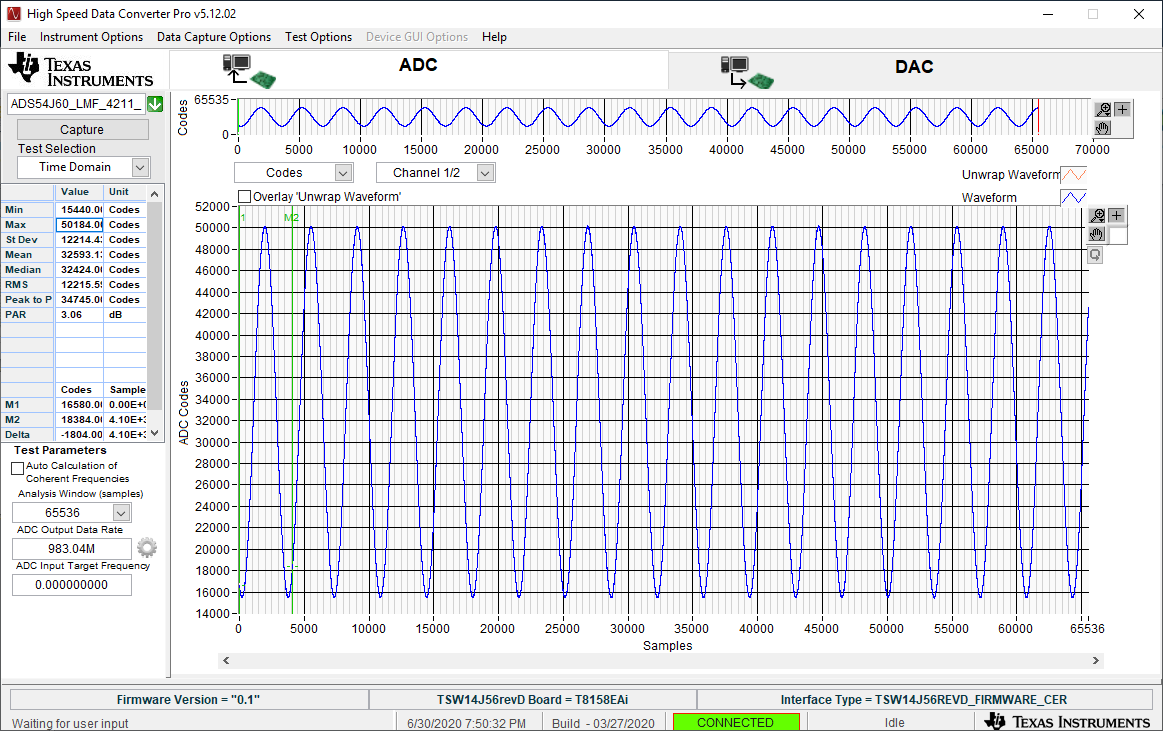 High Speed Data Converter Pro v5.12.02
File Instrument Options Data Capture Options Test Options Device GUI Options Help
TEXAS INSTRUMENTS
ADC
DAC
ADS54J60_LMF_4211_
Capture
Test Selection
Time Domain
Value Unit
Min 15440.00 Codes
Max 50184.00 Codes
St Dev 12214.43 Codes
Mean 32593.13 Codes
Median 32424.00 Codes
RMS 12215.59 Codes
Peak to P 34745.00 Codes
PAR 3.06 dB
Codes Sample
M1 16580.00 0.00E+0
M2 18384.00 4.10E+3
Delta -1804.00 4.10E+3
Test Parameters
Auto Calculation of
Coherent Frequencies
Analysis Window (samples)
65536
ADC Output Data Rate
983.04M
ADC Input Target Frequency
0.000000000
Codes
65535
0
0 5000 10000 15000 20000 25000 30000 35000 40000 45000 50000 55000 60000 65000 70000
Codes
Channel 1/2
Unwrap Waveform
Overlay 'Unwrap Waveform'
Waveform
1 M2
ADC Codes
52000
50000
48000
46000
44000
42000
40000
38000
36000
34000
32000
30000
28000
26000
24000
22000
20000
18000
16000
14000
0 5000 10000 15000 20000 25000 30000 35000 40000 45000 50000 55000 60000 65536
Samples
Firmware Version = "0.1" TSW14J56revD Board = T8158EAi Interface Type = TSW14J56REVD_FIRMWARE_CER
Waiting for user input 6/30/2020 7:50:32 PM Build - 03/27/2020 CONNECTED Idle TEXAS INSTRUMENTS